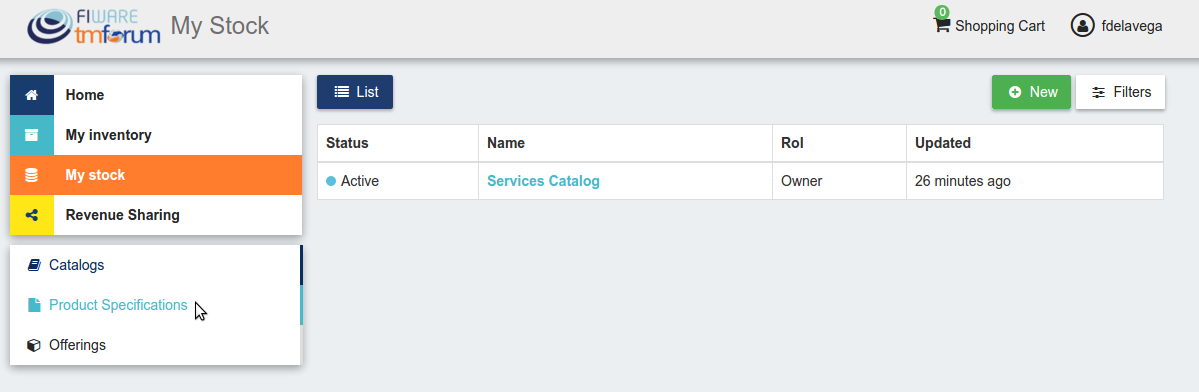 FIWARE
tmforum
My Stock
0
Shopping Cart
fdelavega
Home
My inventory
My stock
Revenue Sharing
Catalogs
Product Specifications
Offerings
List
New
Filters
Status Name Rol Updated
Active Services Catalog Owner 26 minutes ago